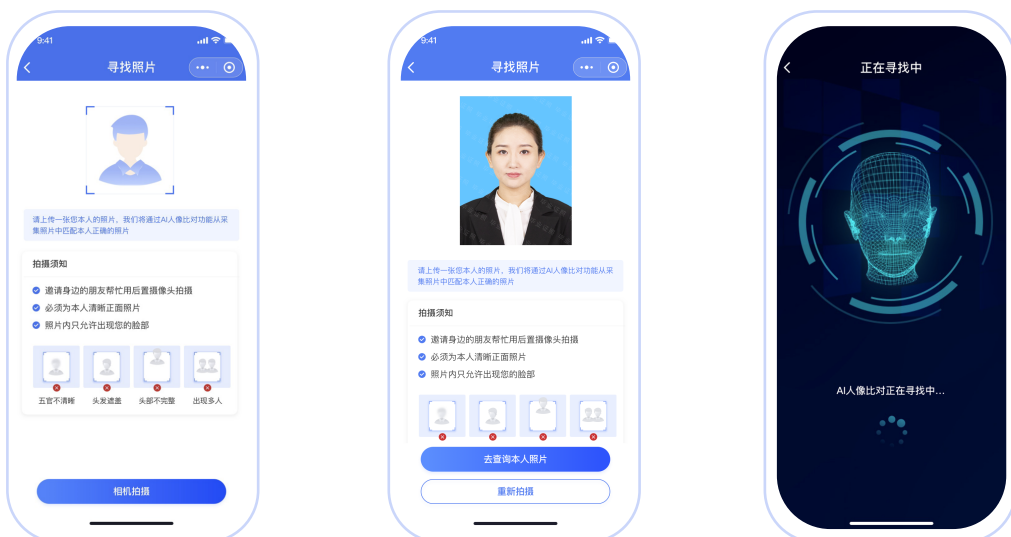 9:41
寻找照片
请上传一张您本人的照片，我们将通过AI人像比对功能从采
集照片中匹配本人正确的照片
拍摄须知
邀请身边的朋友帮忙用后置摄像头拍摄
必须为本人清晰正面照片
照片内只允许出现您的脸部
五官不清晰 头发遮盖 头部不完整 出现多人
相机拍摄
9:41
寻找照片
请上传一张您本人的照片，我们将通过AI人像比对功能从采
集照片中匹配本人正确的照片
拍摄须知
邀请身边的朋友帮忙用后置摄像头拍摄
必须为本人清晰正面照片
照片内只允许出现您的脸部
去查询本人照片
重新拍摄
正在寻找中
AI人像比对正在寻找中...